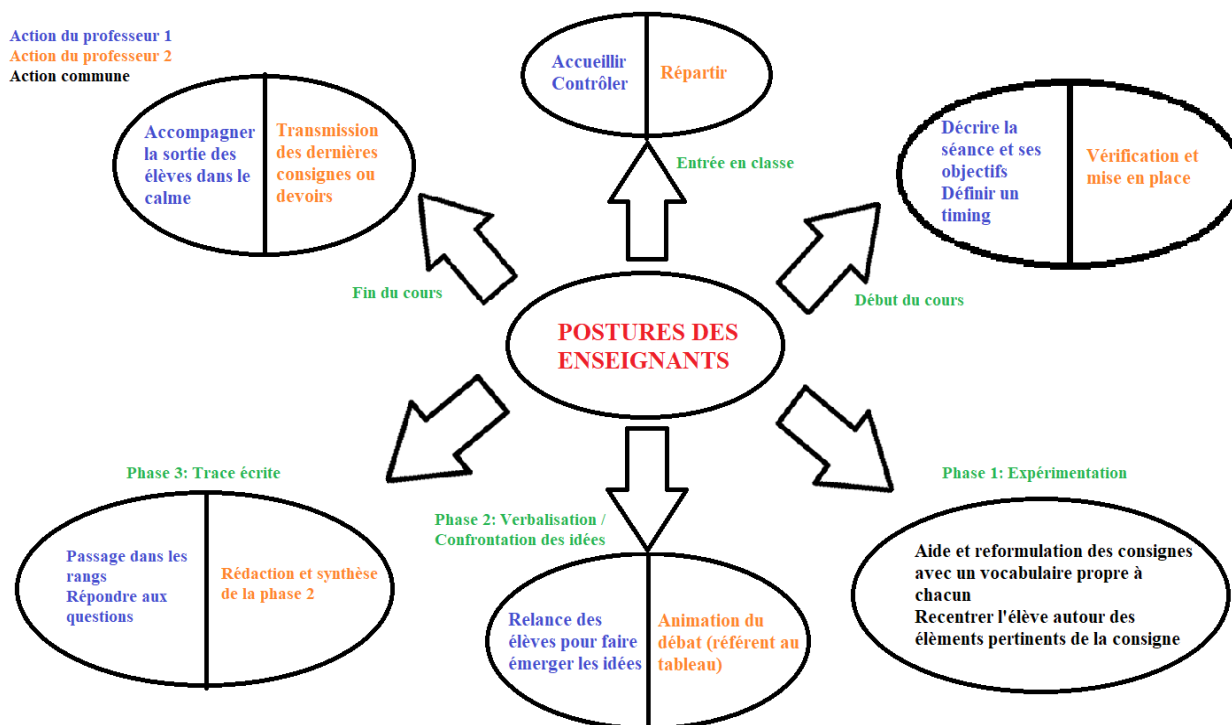 Action du professeur 1
Action du professeur 2
Action commune
Accueillir
Contrôler
Répartir
Entrée en classe
Accompagner
la sortie des
élèves dans le
calme
Transmission
des dernières
consignes ou
devoirs
Fin du cours
Décrire la
séance et ses
objectifs
Définir un
timing
Vérification et
mise en place
Début du cours
POSTURES DES
ENSEIGNANTS
Phase 3: Trace écrite
Passage dans les
rangs
Répondre aux
questions
Rédaction et synthèse
de la phase 2
Phase 2: Verbalisation /
Confrontation des idées
Relance des
élèves pour faire
émerger les idées
Animation du
débat (référent au
tableau)
Phase 1: Expérimentation
Aide et reformulation des consignes
avec un vocabulaire propre à
chacun
Recentrer l'élève autour des
élèments pertinents de la consigne